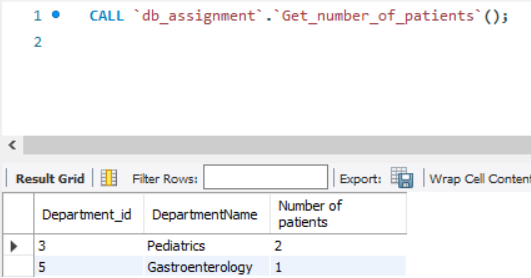 1 CALL `db_assignment`.`Get_number_of_patients`();
2
Result Grid Filter Rows: Export: Wrap Cell Conten
Department_id DepartmentName Number of
patients
3 Pediatrics 2
5 Gastroenterology 1